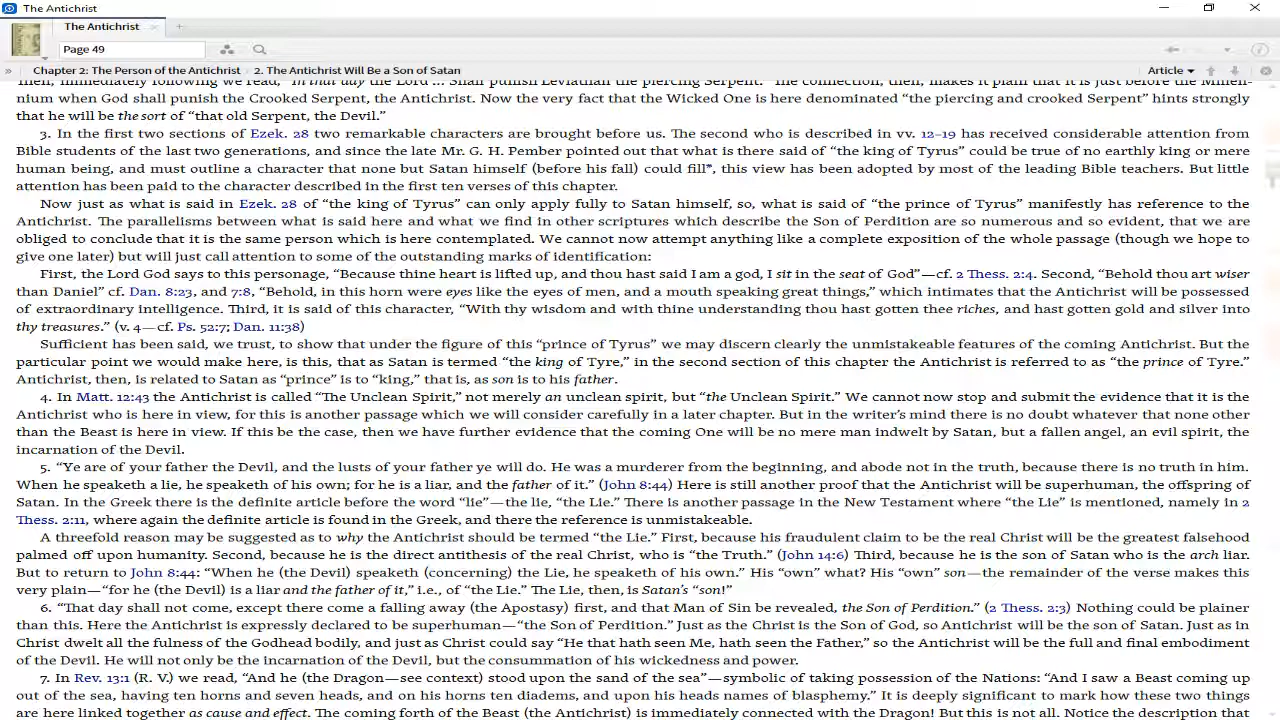 The Antichrist
The Antichrist
Page 49
Chapter 2: The Person of the Antichrist 2. The Antichrist Will Be a Son of Satan
Article
Then, immediately following we read, “In that day the Lord … Shall punish Leviathan the piercing Serpent.” The connection, then, makes it plain that it is just before the Millen-
nium when God shall punish the Crooked Serpent, the Antichrist. Now the very fact that the Wicked One is here denominated “the piercing and crooked Serpent” hints strongly
that he will be the sort of “that old Serpent, the Devil.”
3. In the first two sections of Ezek. 28 two remarkable characters are brought before us. The second who is described in vv. 12–19 has received considerable attention from
Bible students of the last two generations, and since the late Mr. G. H. Pember pointed out that what is there said of “the king of Tyrus” could be true of no earthly king or mere
human being, and must outline a character that none but Satan himself (before his fall) could fill*, this view has been adopted by most of the leading Bible teachers. But little
attention has been paid to the character described in the first ten verses of this chapter.
Now just as what is said in Ezek. 28 of “the king of Tyrus” can only apply fully to Satan himself, so, what is said of “the prince of Tyrus” manifestly has reference to the
Antichrist. The parallelisms between what is said here and what we find in other scriptures which describe the Son of Perdition are so numerous and so evident, that we are
obliged to conclude that it is the same person which is here contemplated. We cannot now attempt anything like a complete exposition of the whole passage (though we hope to
give one later) but will just call attention to some of the outstanding marks of identification:
First, the Lord God says to this personage, “Because thine heart is lifted up, and thou hast said I am a god, I sit in the seat of God”—cf. 2 Thess. 2:4. Second, “Behold thou art wiser
than Daniel” cf. Dan. 8:23, and 7:8, “Behold, in this horn were eyes like the eyes of men, and a mouth speaking great things,” which intimates that the Antichrist will be possessed
of extraordinary intelligence. Third, it is said of this character, “With thy wisdom and with thine understanding thou hast gotten thee riches, and hast gotten gold and silver into
thy treasures.” (v. 4—cf. Ps. 52:7; Dan. 11:38)
Sufficient has been said, we trust, to show that under the figure of this “prince of Tyrus” we may discern clearly the unmistakeable features of the coming Antichrist. But the
particular point we would make here, is this, that as Satan is termed “the king of Tyre,” in the second section of this chapter the Antichrist is referred to as “the prince of Tyre.”
Antichrist, then, is related to Satan as “prince” is to “king,” that is, as son is to his father.
4. In Matt. 12:43 the Antichrist is called “The Unclean Spirit,” not merely an unclean spirit, but “the Unclean Spirit.” We cannot now stop and submit the evidence that it is the
Antichrist who is here in view, for this is another passage which we will consider carefully in a later chapter. But in the writer’s mind there is no doubt whatever that none other
than the Beast is here in view. If this be the case, then we have further evidence that the coming One will be no mere man indwelt by Satan, but a fallen angel, an evil spirit, the
incarnation of the Devil.
5. “Ye are of your father the Devil, and the lusts of your father ye will do. He was a murderer from the beginning, and abode not in the truth, because there is no truth in him.
When he speaketh a lie, he speaketh of his own; for he is a liar, and the father of it.” (John 8:44) Here is still another proof that the Antichrist will be superhuman, the offspring of
Satan. In the Greek there is the definite article before the word “lie”—the lie, “the Lie.” There is another passage in the New Testament where “the Lie” is mentioned, namely in 2
Thess. 2:11, where again the definite article is found in the Greek, and there the reference is unmistakeable.
A threefold reason may be suggested as to why the Antichrist should be termed “the Lie.” First, because his fraudulent claim to be the real Christ will be the greatest falsehood
palmed off upon humanity. Second, because he is the direct antithesis of the real Christ, who is “the Truth.” (John 14:6) Third, because he is the son of Satan who is the arch liar.
But to return to John 8:44: “When he (the Devil) speaketh (concerning) the Lie, he speaketh of his own.” His “own” what? His “own” son—the remainder of the verse makes this
very plain—“for he (the Devil) is a liar and the father of it,” i.e., of “the Lie.” The Lie, then, is Satan’s “son!”
6. “That day shall not come, except there come a falling away (the Apostasy) first, and that Man of Sin be revealed, the Son of Perdition.” (2 Thess. 2:3) Nothing could be plainer
than this. Here the Antichrist is expressly declared to be superhuman—“the Son of Perdition.” Just as the Christ is the Son of God, so Antichrist will be the son of Satan. Just as in
Christ dwelt all the fulness of the Godhead bodily, and just as Christ could say “He that hath seen Me, hath seen the Father,” so the Antichrist will be the full and final embodiment
of the Devil. He will not only be the incarnation of the Devil, but the consummation of his wickedness and power.
7. In Rev. 13:1 (R. V.) we read, “And he (the Dragon—see context) stood upon the sand of the sea”—symbolic of taking possession of the Nations: “And I saw a Beast coming up
out of the sea, having ten horns and seven heads, and on his horns ten diadems, and upon his heads names of blasphemy.” It is deeply significant to mark how these two things
are here linked together as cause and effect. The coming forth of the Beast (the Antichrist) is immediately connected with the Dragon! But this is not all. Notice the description that